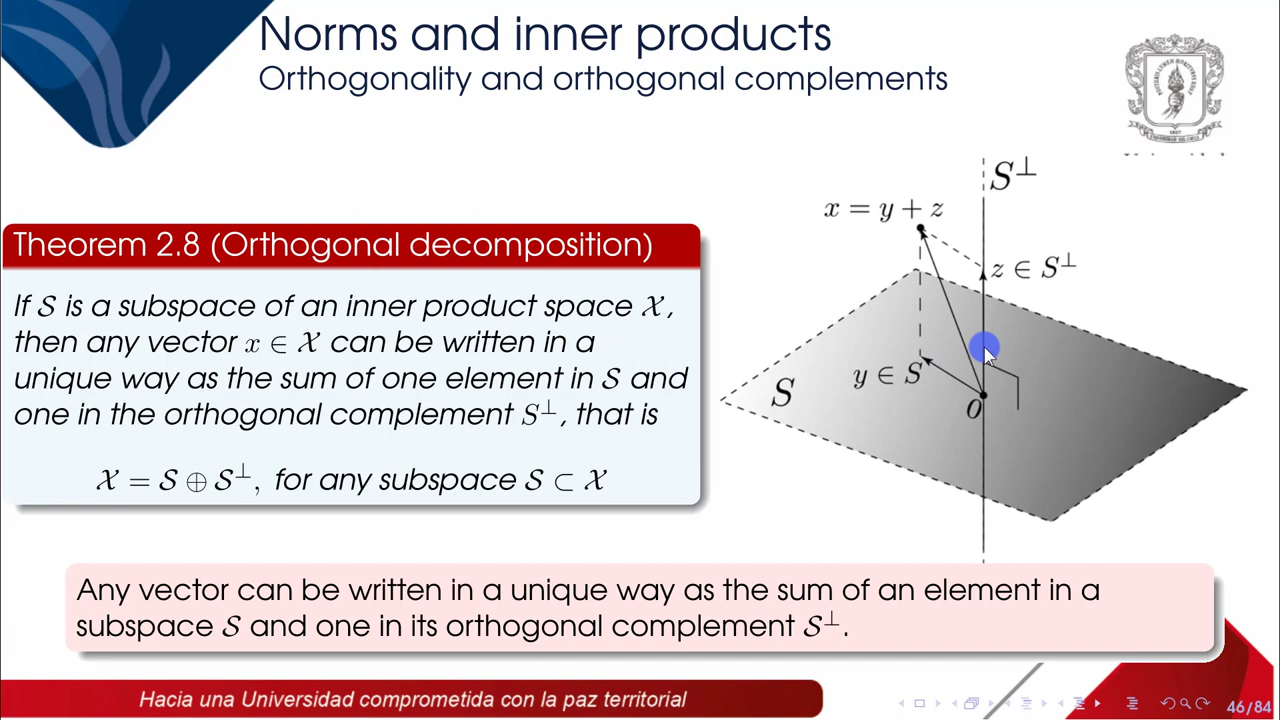 Norms and inner products
Orthogonality and orthogonal complements
Theorem 2.8 (Orthogonal decomposition)
If 𝒮 is a subspace of an inner product space 𝒳,
then any vector x ∈ 𝒳 can be written in a
unique way as the sum of one element in 𝒮 and
one in the orthogonal complement S⊥, that is
𝒳 = 𝒮 ⊕ 𝒮⊥, for any subspace 𝒮 ⊂ 𝒳
S⊥
x = y + z
z ∈ S⊥
y ∈ S
S
0
Any vector can be written in a unique way as the sum of an element in a
subspace 𝒮 and one in its orthogonal complement 𝒮⊥.
Hacia una Universidad comprometida con la paz territorial
46/84